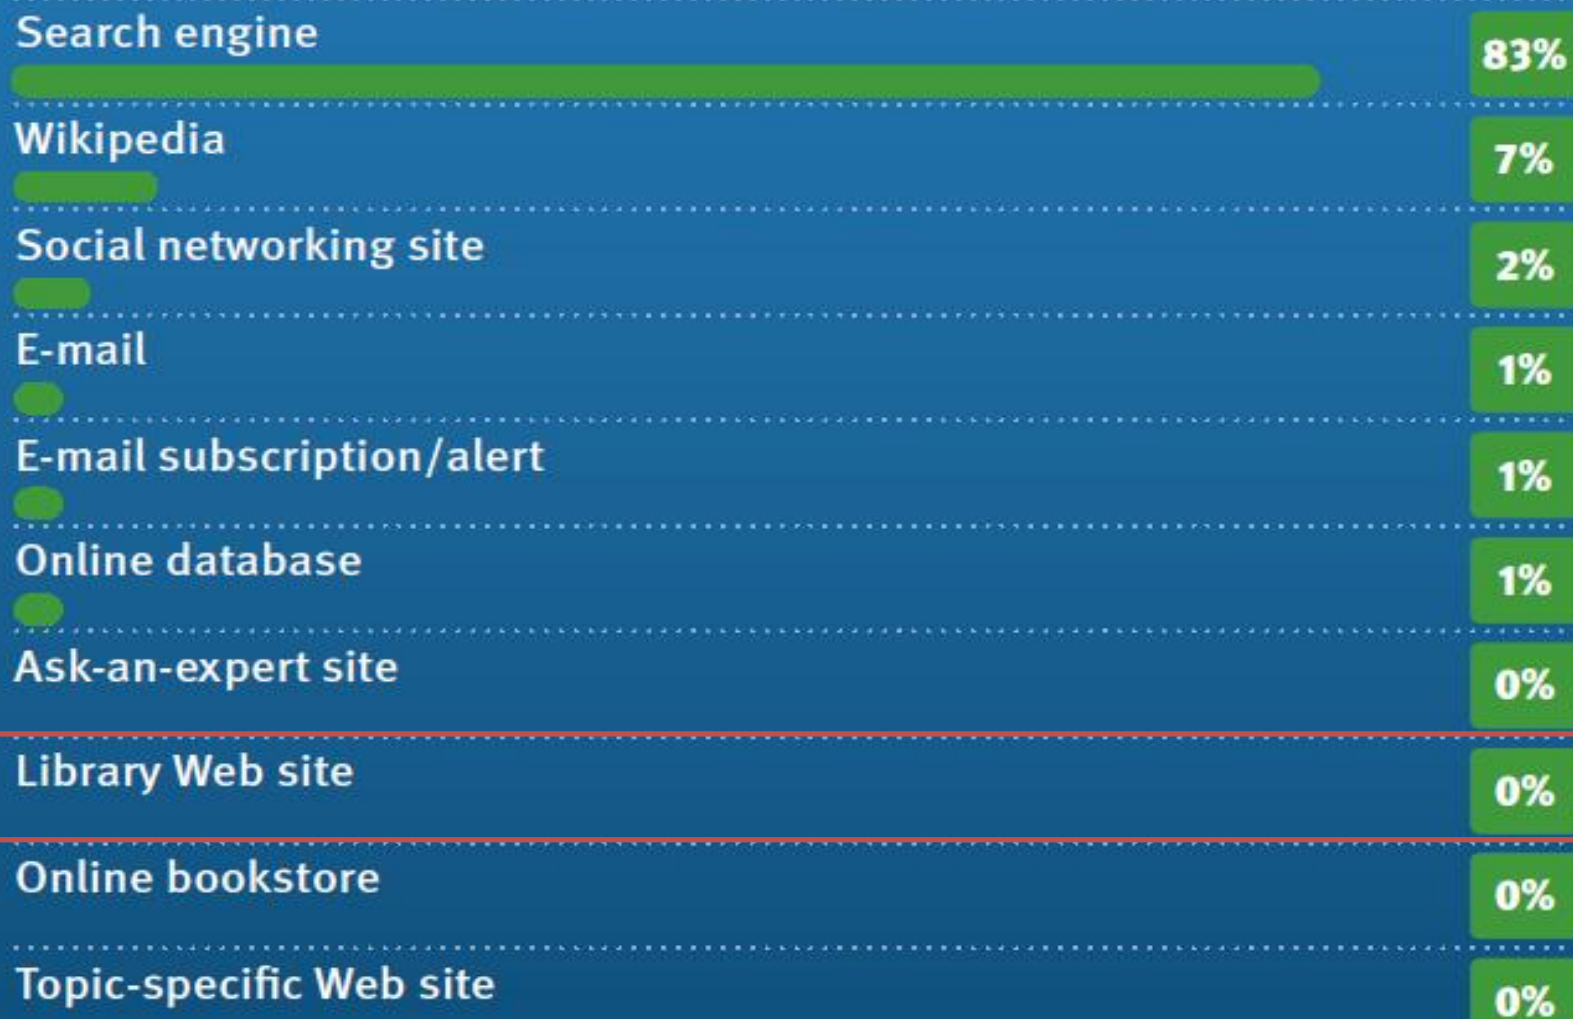 Search engine
83%
Wikipedia
7%
Social networking site
2%
E-mail
1%
E-mail subscription/alert
1%
Online database
1%
Ask-an-expert site
0%
Library Web site
0%
Online bookstore
0%
Topic-specific Web site
0%